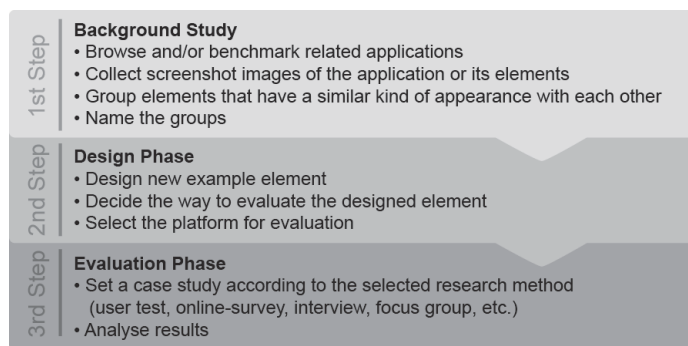 1st Step
Background Study
• Browse and/or benchmark related applications
• Collect screenshot images of the application or its elements
• Group elements that have a similar kind of appearance with each other
• Name the groups
2nd Step
Design Phase
• Design new example element
• Decide the way to evaluate the designed element
• Select the platform for evaluation
3rd Step
Evaluation Phase
• Set a case study according to the selected research method
(user test, online-survey, interview, focus group, etc.)
• Analyse results